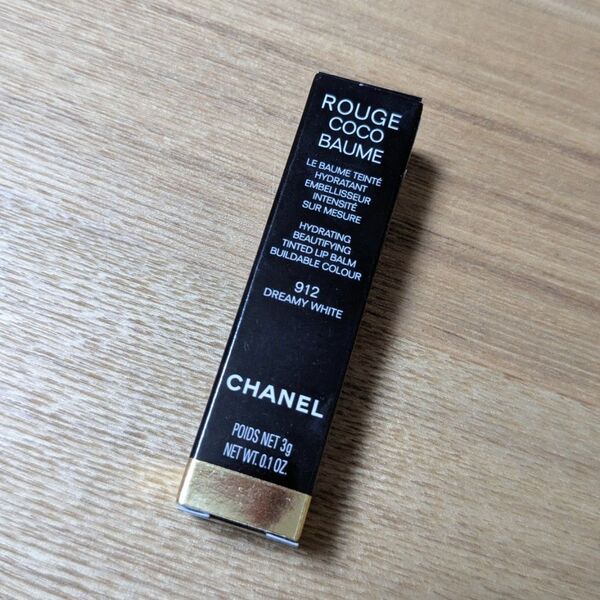 ROUGE
COCO
BAUME
LE BAUME TEINTÉ
HYDRATANT
EMBELLISSEUR
INTENSITÉ
SUR MESURE
HYDRATING
BEAUTIFYING
TINTED LIP BALM
BUILDABLE COLOUR
912
DREAMY WHITE
CHANEL
POIDS NET 3g
NET WT. 0.1 OZ.